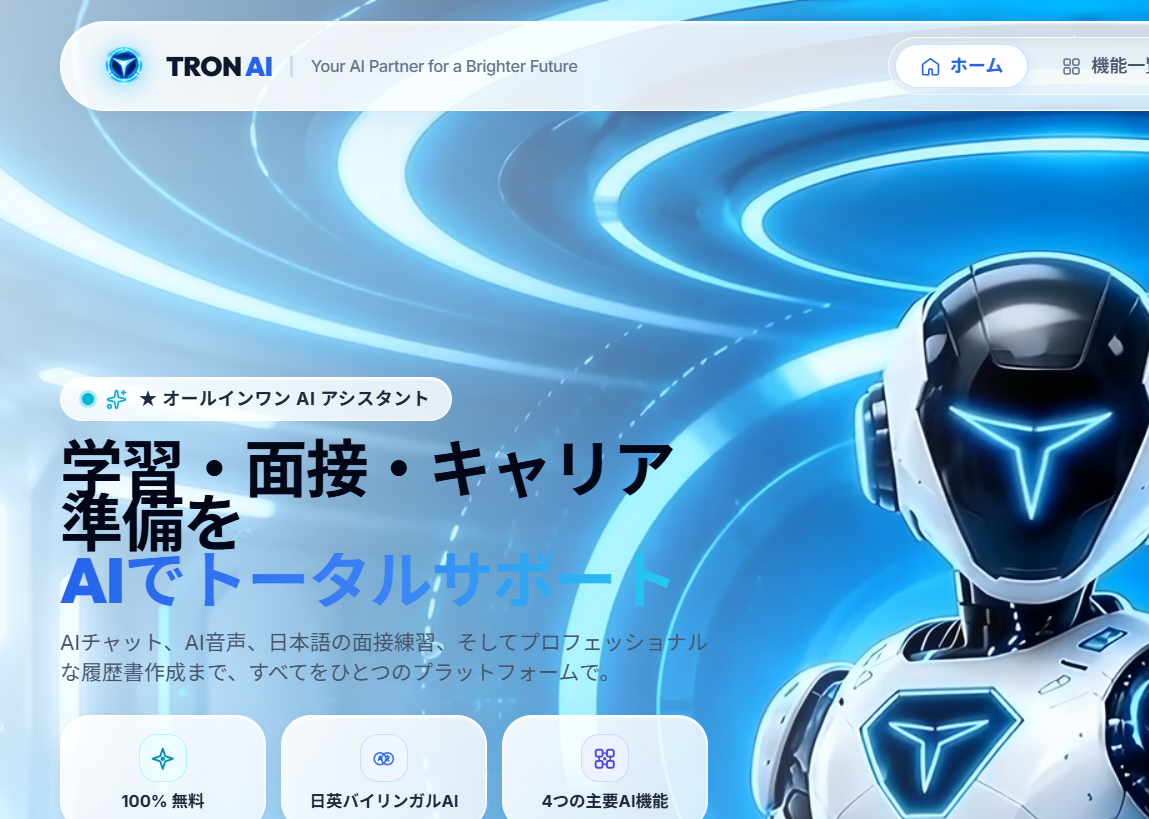 TRON AI
Your AI Partner for a Brighter Future
ホーム
機能一
★ オールインワン AI アシスタント
学習・面接・キャリア
準備を
AIでトータルサポート
AIチャット、AI音声、日本語の面接練習、そしてプロフェッショナル
な履歴書作成まで、すべてをひとつのプラットフォームで。
100% 無料
日英バイリンガルAI
4つの主要AI機能